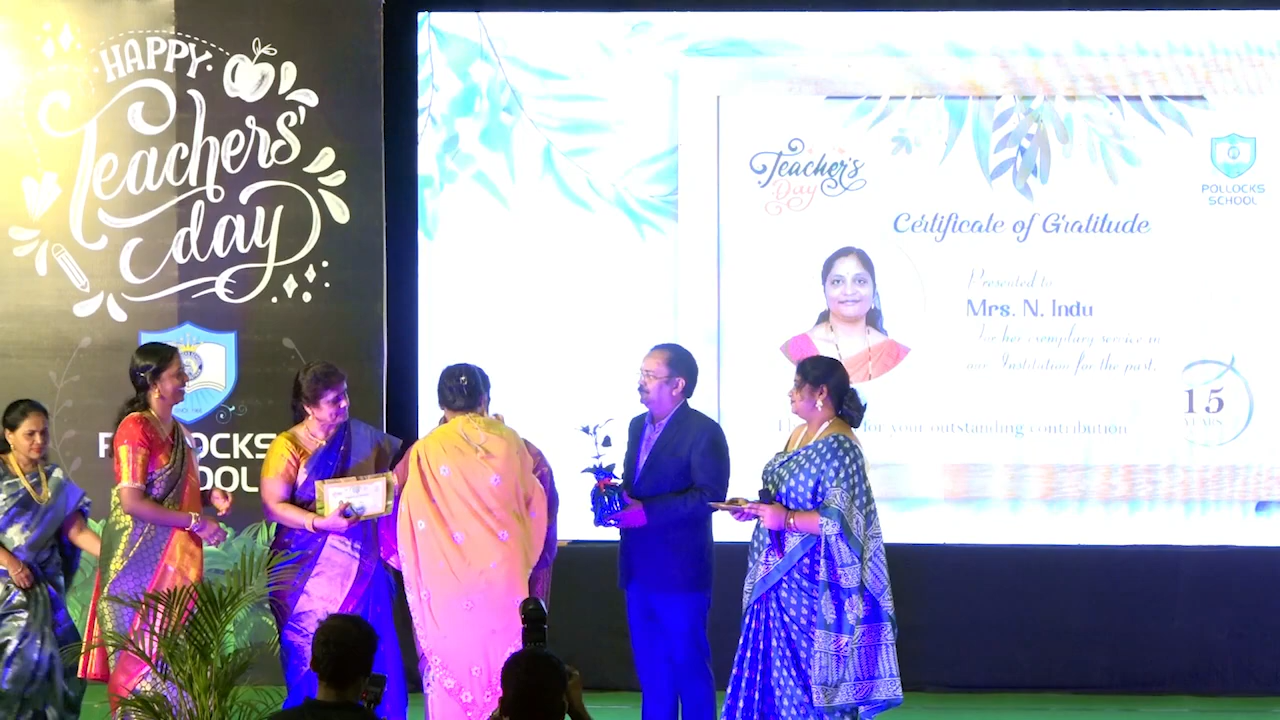 HAPPY
Teachers'
day
POLLOCKS
SCHOOL
Teacher's
Day
POLLOCKS
SCHOOL
Certificate of Gratitude
Presented to
Mrs. N. Indu
for her exemplary service in
our Institution for the past
15
YEARS
for your outstanding contribution